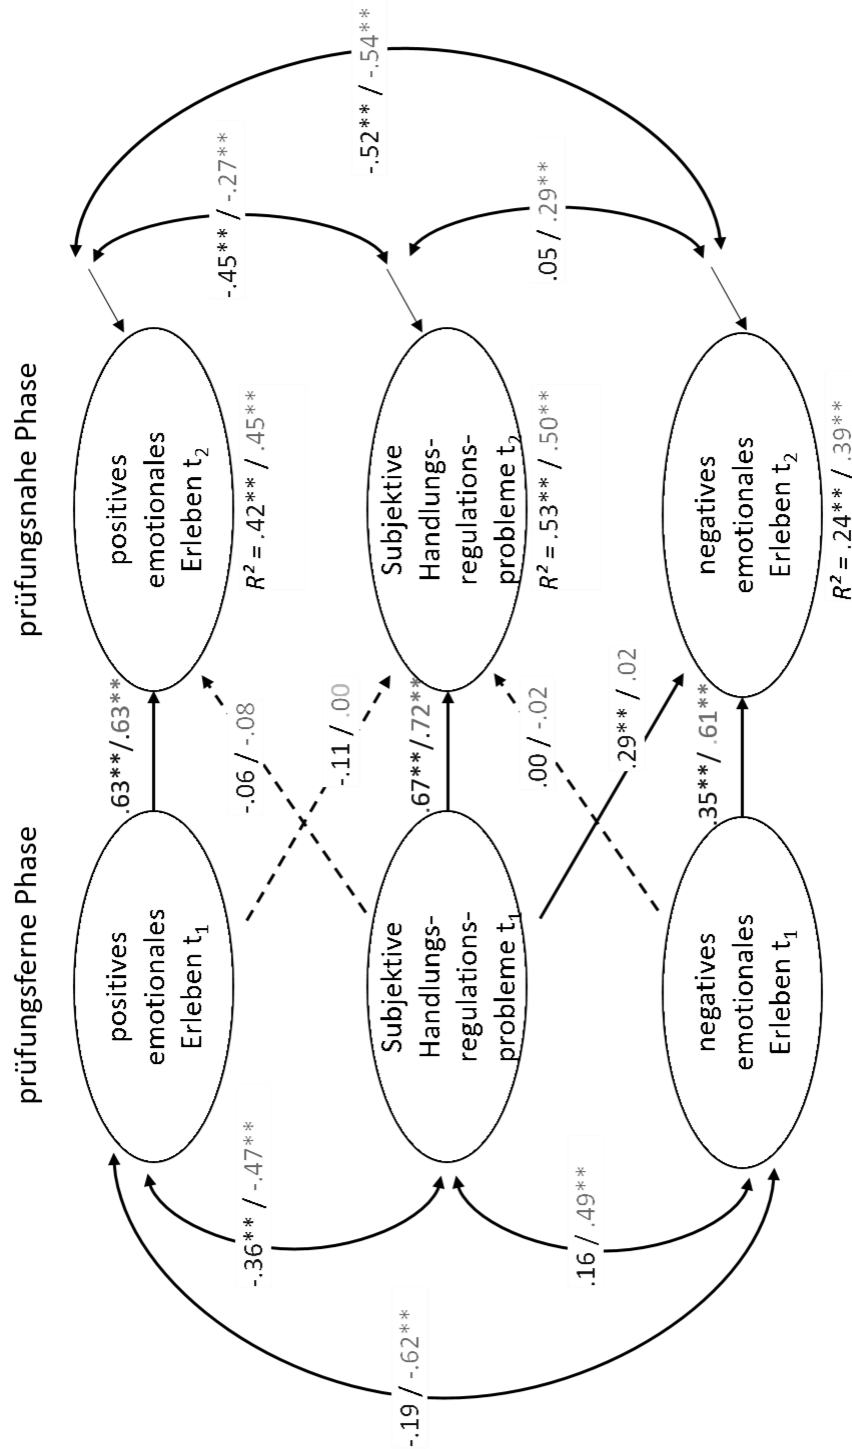 prüfungsferne Phase
prüfungsnahe Phase
positives
emotionales
Erleben t₁
.63**/.63**
positives
emotionales
Erleben t₂
R² = .42** / .45**
-.06 / -.08
-.11 / .00
-.36** / -.47**
-.45** / -.27**
Subjektive
Handlungs-
regulations-
probleme t₁
.67**/.72**
Subjektive
Handlungs-
regulations-
probleme t₂
R² = .53** / .50**
-.19 / -.62**
-.52** / -.54**
.00 / -.02
.29** / .02
.16 / .49**
.05 / .29**
negatives
emotionales
Erleben t₁
.35**/.61**
negatives
emotionales
Erleben t₂
R² = .24** / .39**